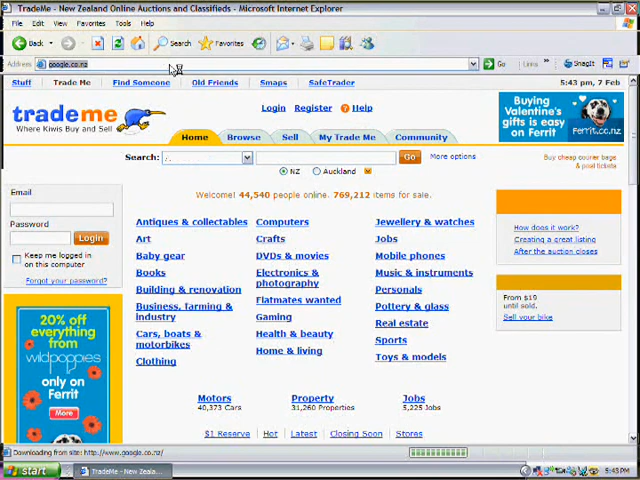 TradeMe - New Zealand Online Auctions and Classifieds - Microsoft Internet Explorer
File Edit View Favorites Tools Help
Back Search Favorites
Address google.co.nz Go Links SnagIt
Stuff Trade Me Find Someone Old Friends Smaps SafeTrader 5:43 pm, 7 Feb
trademe
Where Kiwis Buy and Sell
Login Register Help
Buying Valentine's gifts is easy on Ferrit
Ferrit.co.nz
Home Browse Sell My Trade Me Community
Search: Go More options
NZ Auckland
Buy cheap courier bags
& post tickets
Welcome! 44,540 people online. 769,212 items for sale.
Email
Password
Login
Keep me logged in
on this computer
Forgot your password?
Antiques & collectables
Art
Baby gear
Books
Building & renovation
Business, farming &
industry
Cars, boats &
motorbikes
Clothing
Computers
Crafts
DVDs & movies
Electronics &
photography
Flatmates wanted
Gaming
Health & beauty
Home & living
Jewellery & watches
Jobs
Mobile phones
Music & instruments
Personals
Pottery & glass
Real estate
Sports
Toys & models
How does it work?
Creating a great listing
After the auction closes
From $19
until sold.
Sell your bike
20% off
everything
from
wildpoppies
only on
Ferrit
More
Motors
40,373 Cars
Property
31,260 Properties
Jobs
5,225 Jobs
$1 Reserve Hot Latest Closing Soon Stores
Downloading from site: http://www.google.co.nz/
start TradeMe - New Zeala... 5:43 PM